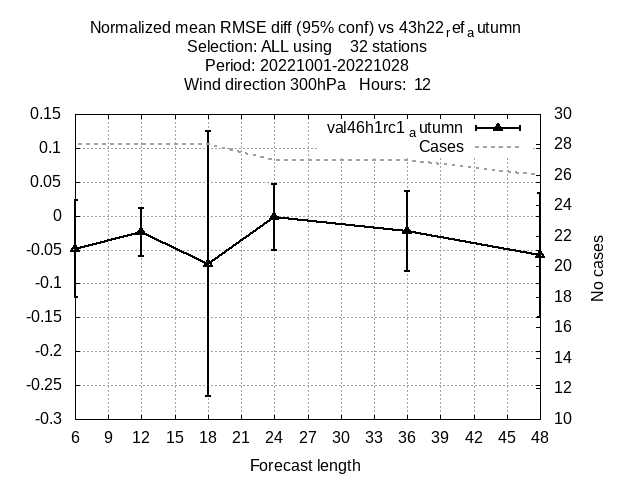 Normalized mean RMSE diff (95% conf) vs 43h22refautumn
Selection: ALL using 32 stations
Period: 20221001-20221028
Wind direction 300hPa Hours: 12
0.15 30
val46h1rc1autumn
0.1 Cases 28
0.05 26
0 24
-0.05 22
-0.1 20
-0.15 18
-0.2 16
-0.25 14
12
-0.3 10
No cases
6 9 12 15 18 21 24 27 30 33 36 39 42 45 48
Forecast length